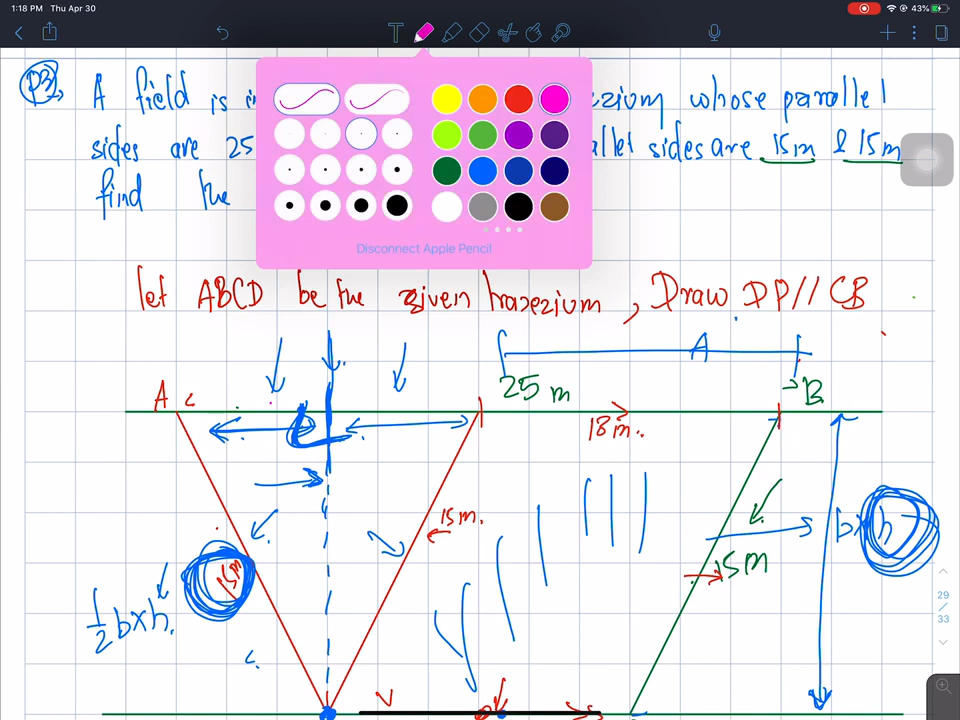 1:18 PM Thu Apr 30
43%
P3, A field is in ezium whose parallel
sides are 25 allel sides are 15m & 15m
find the
Disconnect Apple Pencil
let ABCD be the given trapezium, Draw DP // CB
A
A
25 m
B
18m.
15m.
b×h
15m
15m
1/2 b×h.
29
/
33